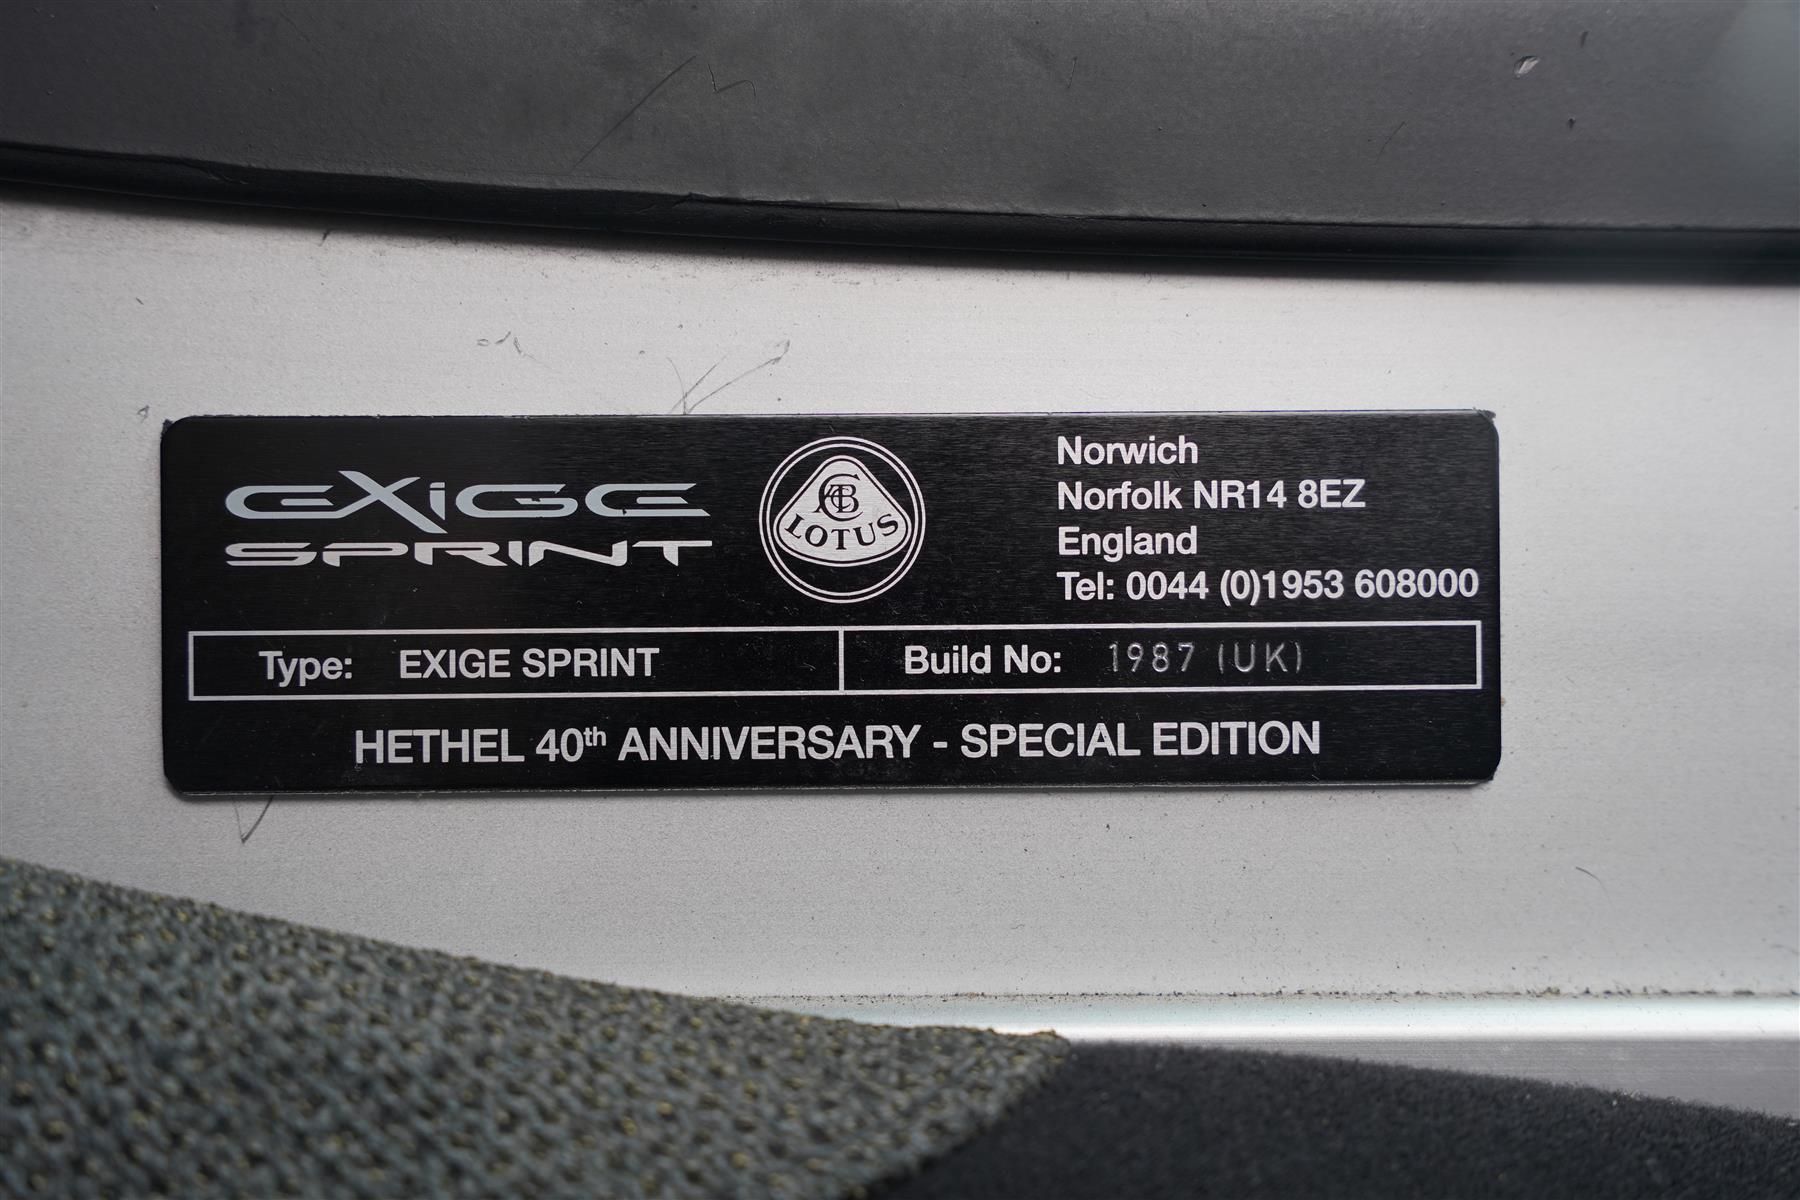 EXIGE
SPRINT
ACBC
LOTUS
Norwich
Norfolk NR14 8EZ
England
Tel: 0044 (0)1953 608000
Type: EXIGE SPRINT
Build No: 1987 (UK)
HETHEL 40th ANNIVERSARY - SPECIAL EDITION